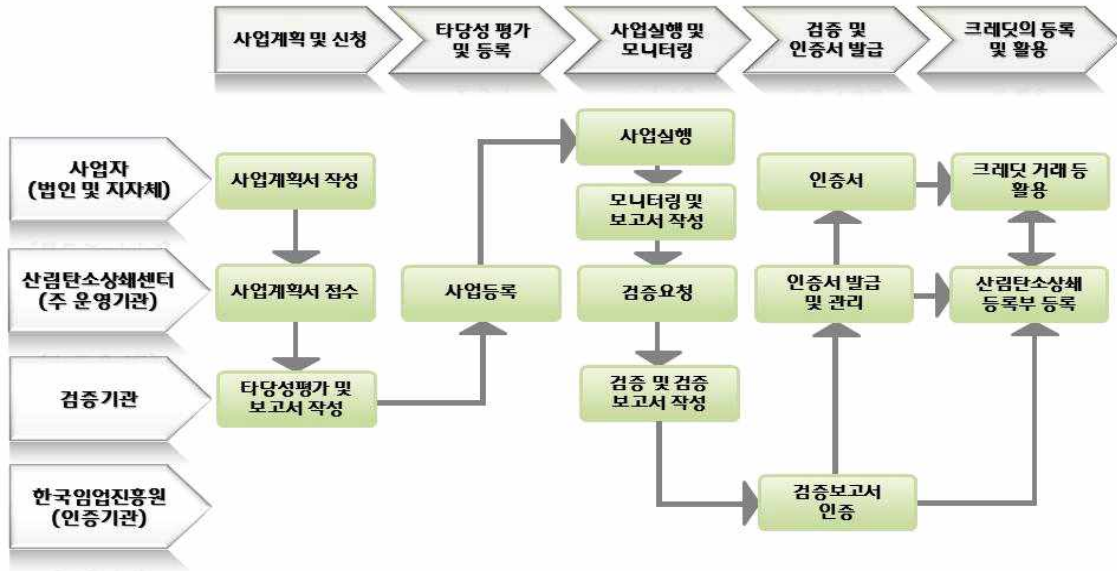 사업계획 및 신청
타당성 평가
및 등록
사업실행 및
모니터링
검증 및
인증서 발급
크레딧의 등록
및 활용
사업자
(법인 및 지자체)
사업계획서 작성
사업실행
모니터링 및
보고서 작성
인증서
크레딧 거래 등
활용
산림탄소상쇄센터
(주 운영기관)
사업계획서 접수
사업등록
검증요청
인증서 발급
및 관리
산림탄소상쇄
등록부 등록
검증기관
타당성평가 및
보고서 작성
검증 및 검증
보고서 작성
한국임업진흥원
(인증기관)
검증보고서
인증